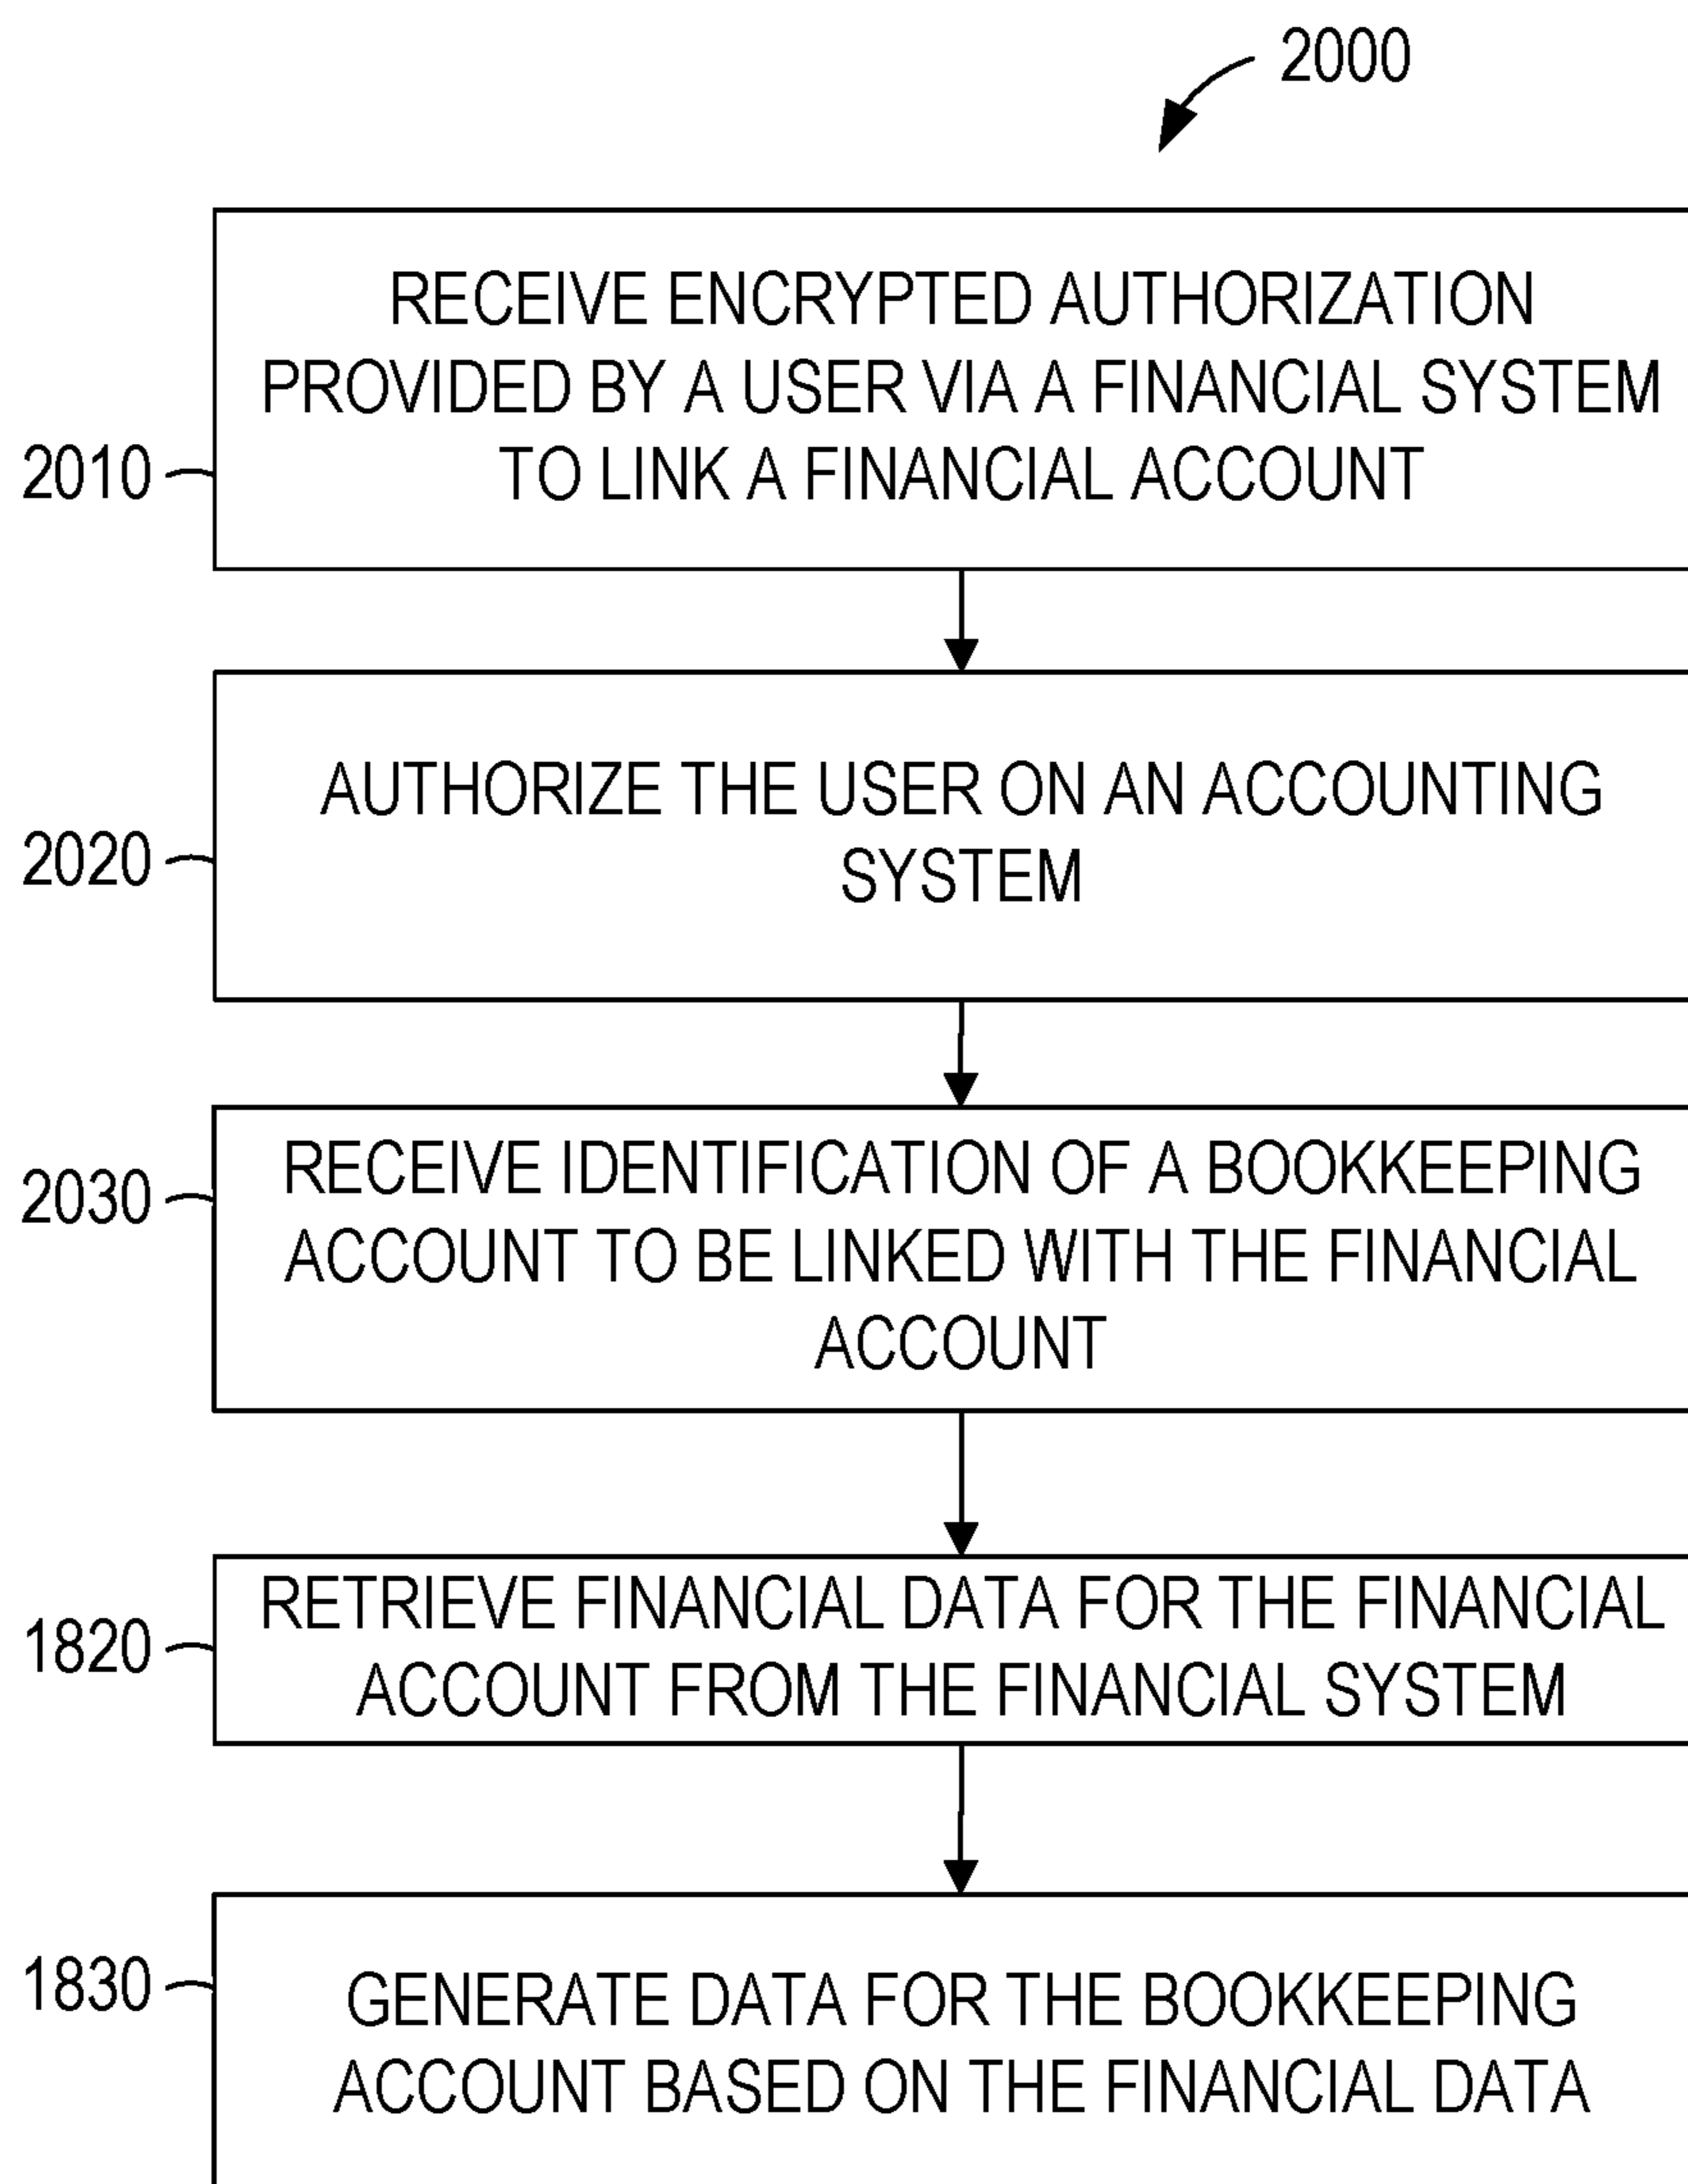 2000
RECEIVE ENCRYPTED AUTHORIZATION
PROVIDED BY A USER VIA A FINANCIAL SYSTEM
TO LINK A FINANCIAL ACCOUNT
2010
AUTHORIZE THE USER ON AN ACCOUNTING
SYSTEM
2020
RECEIVE IDENTIFICATION OF A BOOKKEEPING
ACCOUNT TO BE LINKED WITH THE FINANCIAL
ACCOUNT
2030
RETRIEVE FINANCIAL DATA FOR THE FINANCIAL
ACCOUNT FROM THE FINANCIAL SYSTEM
1820
GENERATE DATA FOR THE BOOKKEEPING
ACCOUNT BASED ON THE FINANCIAL DATA
1830